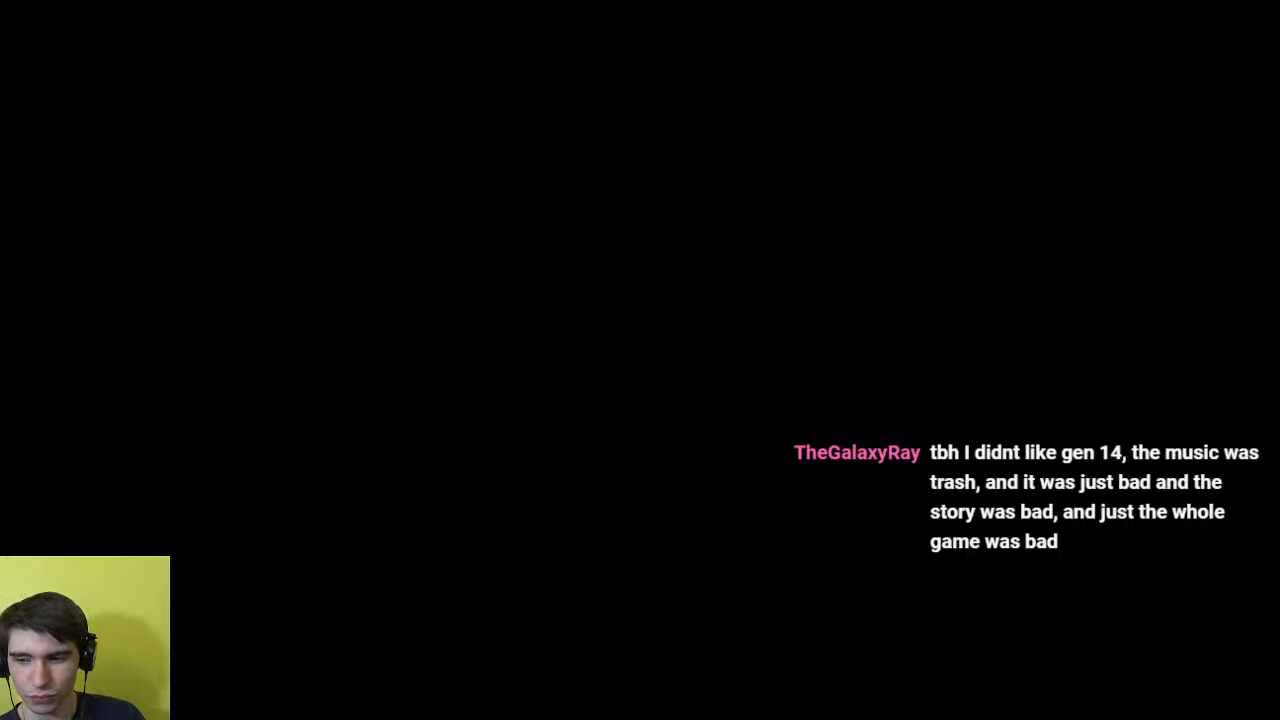 TheGalaxyRay tbh I didnt like gen 14, the music was
trash, and it was just bad and the
story was bad, and just the whole
game was bad